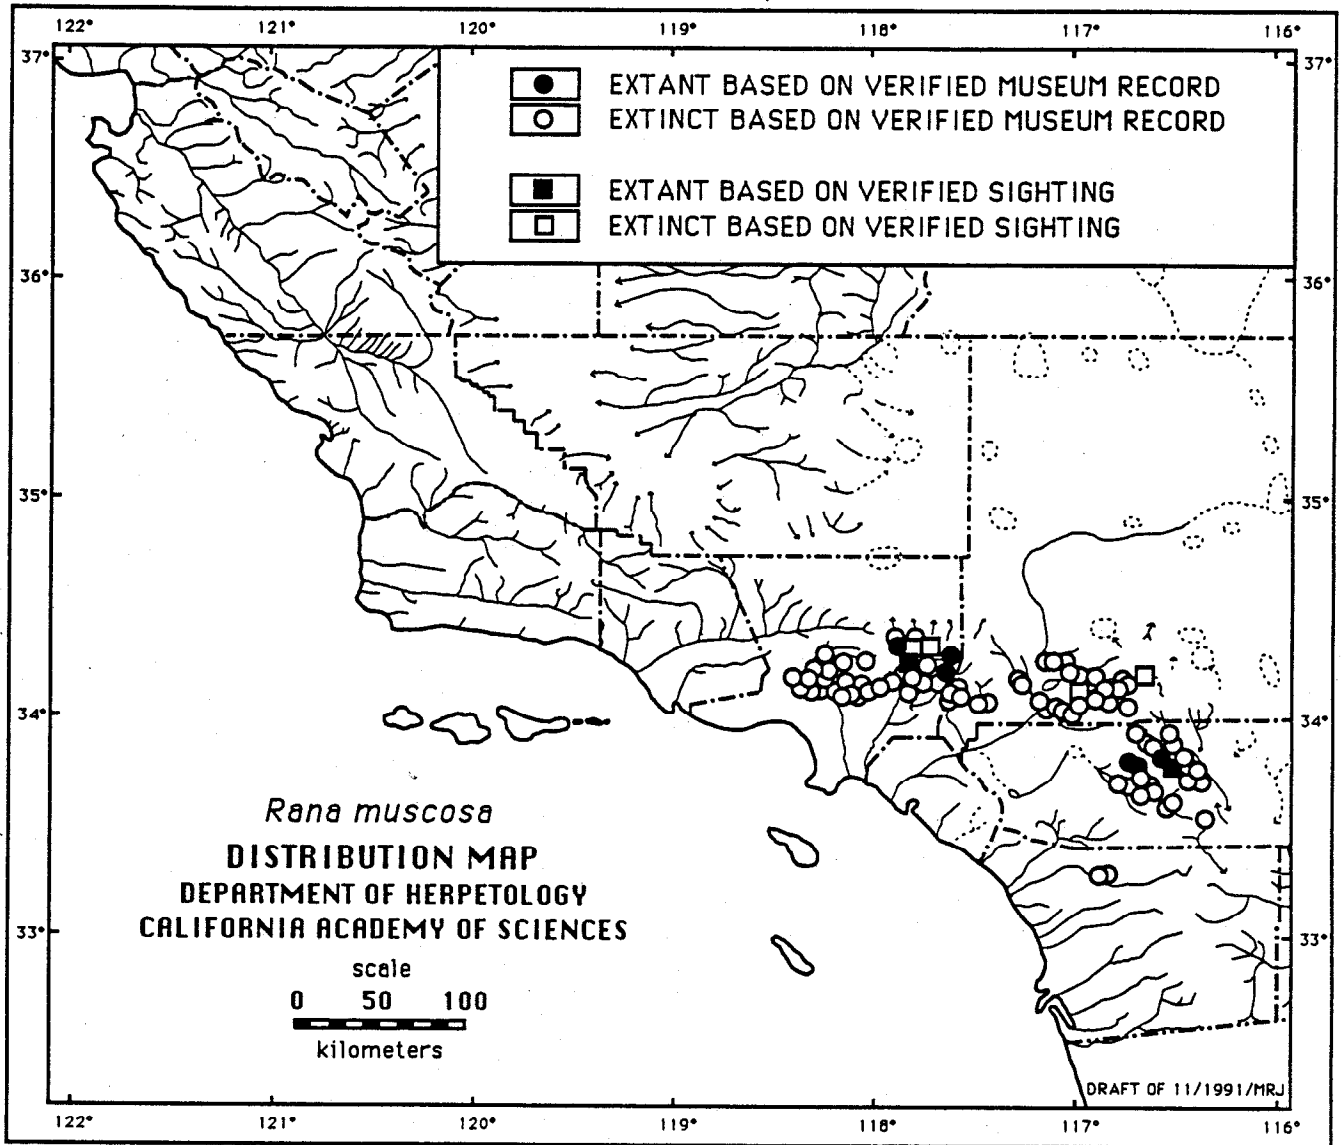 122° 121° 120° 119° 118° 117° 116°
37° 37°
EXTANT BASED ON VERIFIED MUSEUM RECORD
EXTINCT BASED ON VERIFIED MUSEUM RECORD
EXTANT BASED ON VERIFIED SIGHTING
EXTINCT BASED ON VERIFIED SIGHTING
36° 36°
35° 35°
34° 34°
Rana muscosa
DISTRIBUTION MAP
DEPARTMENT OF HERPETOLOGY
CALIFORNIA ACADEMY OF SCIENCES
33° 33°
scale
0 50 100
kilometers
DRAFT OF 11/1991/MRJ
122° 121° 120° 119° 118° 117° 116°